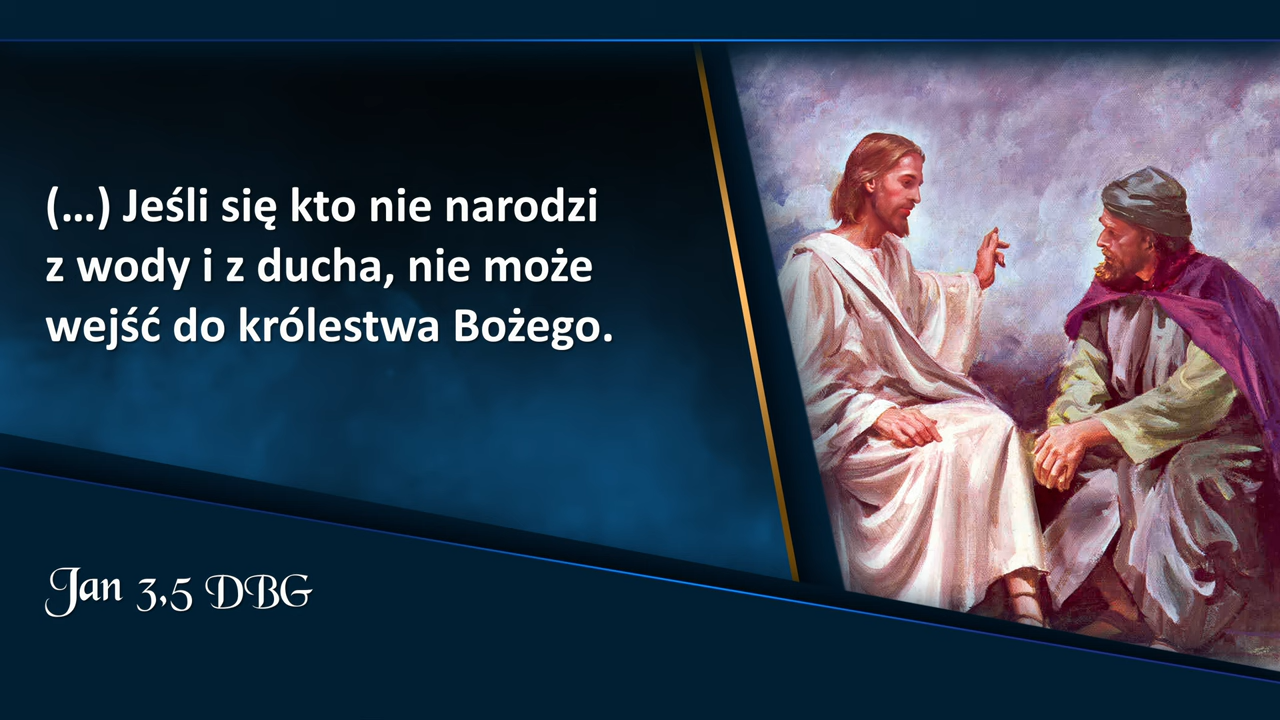 (...) Jeśli się kto nie narodzi
z wody i z ducha, nie może
wejść do królestwa Bożego.
Jan 3,5 DBG